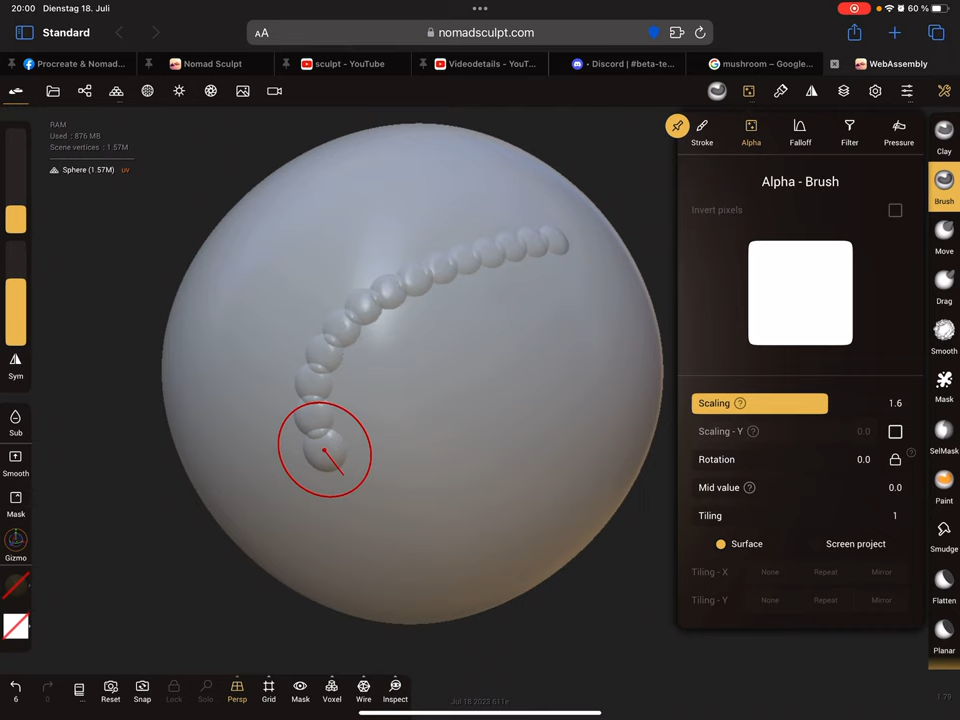 20:00 Dienstag 18. Juli
60 %
Standard
AA
nomadsculpt.com
Procreate & Nomad...
Nomad Sculpt
sculpt - YouTube
Videodetails - YouT...
Discord | #beta-te...
mushroom – Google...
WebAssembly
RAM
Used : 876 MB
Scene vertices : 1.57M
Sphere (1.57M) UV
Stroke
Alpha
Falloff
Filter
Pressure
Alpha - Brush
Invert pixels
Scaling ? 1.6
Scaling - Y ? 0.0
Rotation 0.0 ?
Mid value ? 0.0
Tiling 1
Surface
Screen project
Tiling - X None Repeat Mirror
Tiling - Y None Repeat Mirror
Clay
Brush
Move
Drag
Smooth
Mask
SelMask
Paint
Smudge
Flatten
Planar
Sym
Sub
Smooth
Mask
Gizmo
6
0
...
Reset
Snap
Lock
Solo
Persp
Grid
Mask
Voxel
Wire
Inspect
Jul 18 2023 611e
1.79